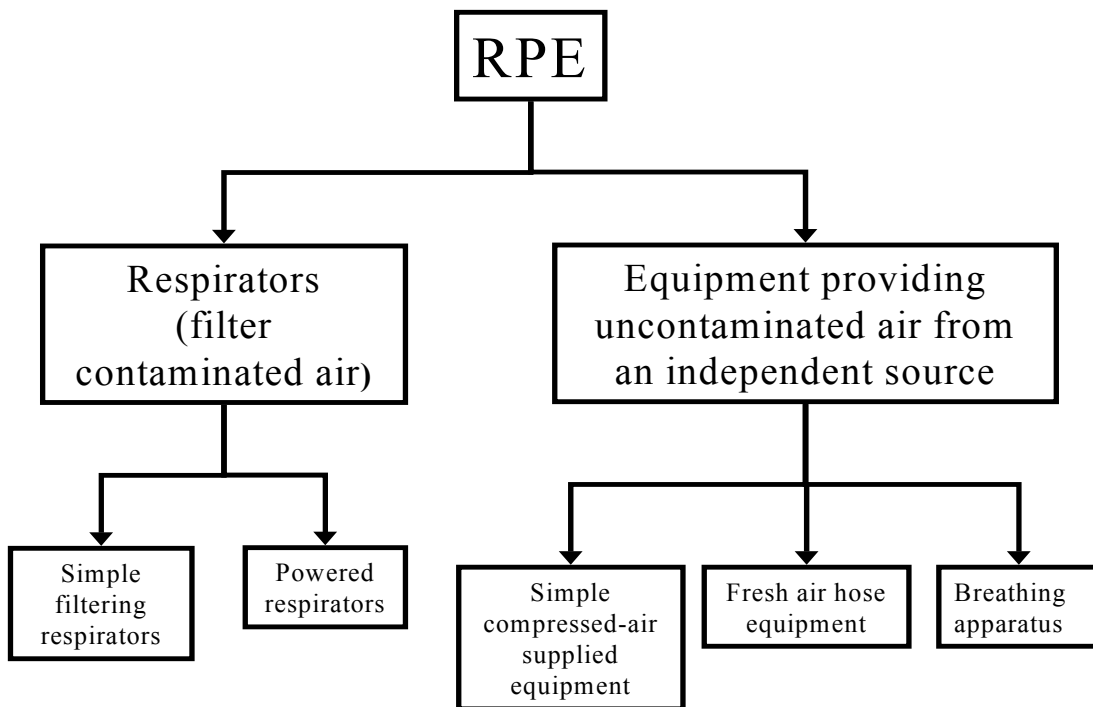 RPE
Respirators
(filter
contaminated air)
Equipment providing
uncontaminated air from
an independent source
Simple
filtering
respirators
Powered
respirators
Simple
compressed-air
supplied
equipment
Fresh air hose
equipment
Breathing
apparatus